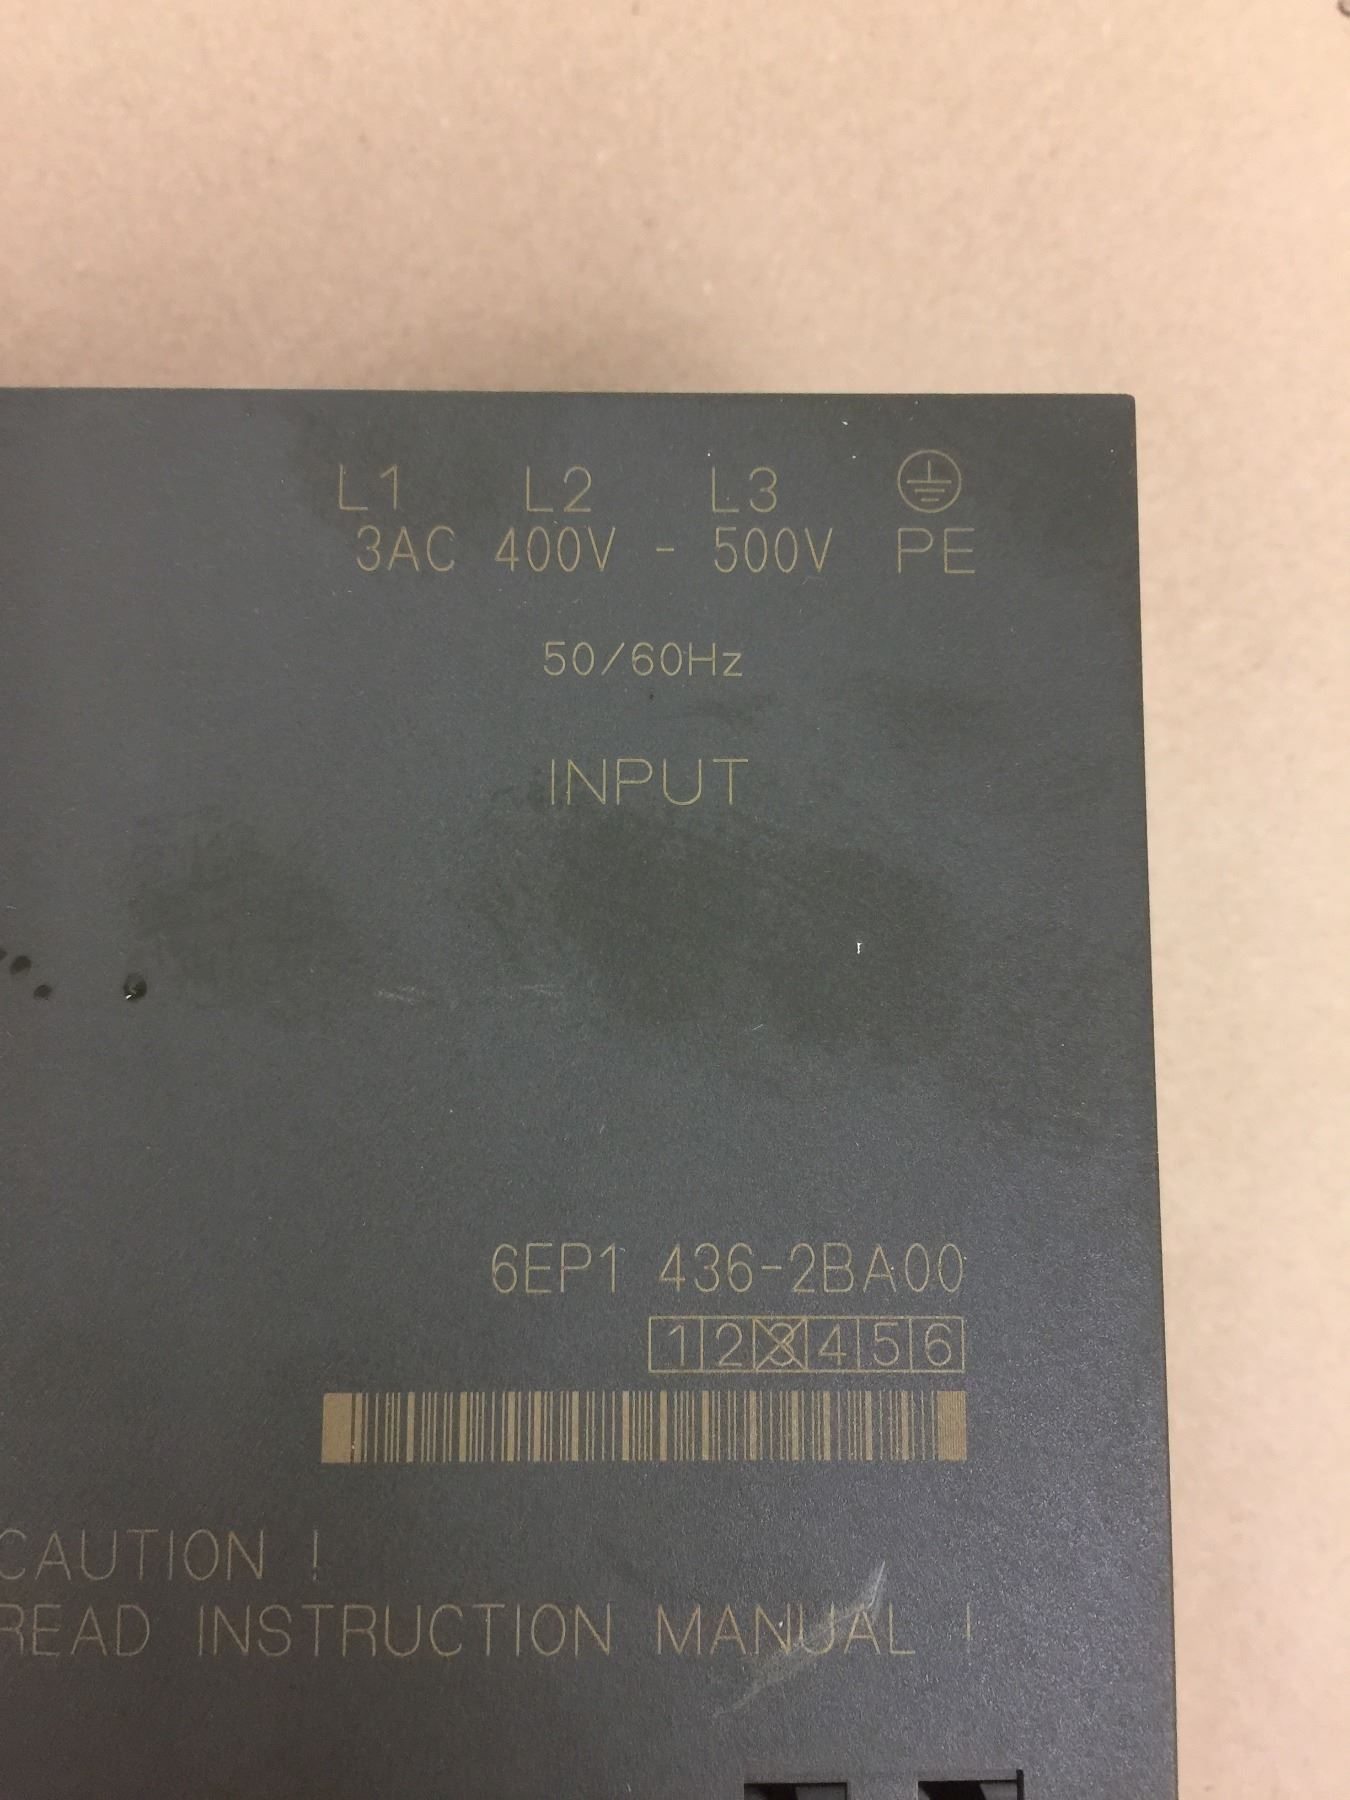 L1 L2 L3
3AC 400V - 500V PE
50/60Hz
INPUT
6EP1 436-2BA00
1 2 3 4 5 6
CAUTION !
READ INSTRUCTION MANUAL !